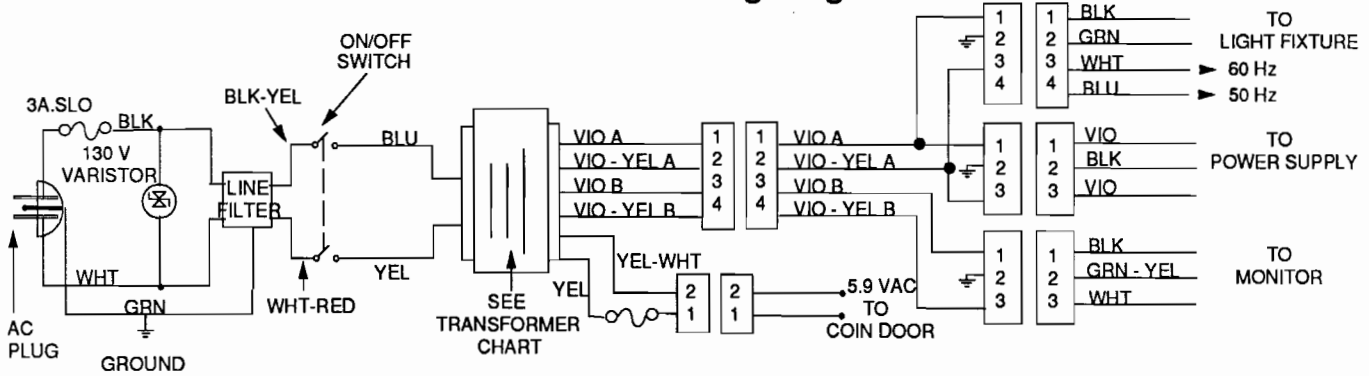 3A.SLO
BLK
130 V
VARISTOR
WHT
GRN
AC
PLUG
GROUND
LINE
FILTER
BLK-YEL
ON/OFF
SWITCH
WHT-RED
BLU
YEL
SEE
TRANSFORMER
CHART
VIO A
VIO - YEL A
VIO B
VIO - YEL B
YEL-WHT
YEL
1
2
3
4
1
2
3
4
VIO A
VIO - YEL A
VIO B
VIO - YEL B
2
1
2
1
5.9 VAC
TO
COIN DOOR
1
2
3
4
1
2
3
4
BLK
GRN
WHT
BLU
TO
LIGHT FIXTURE
60 Hz
50 Hz
1
2
3
1
2
3
VIO
BLK
VIO
TO
POWER SUPPLY
1
2
3
1
2
3
BLK
GRN - YEL
WHT
TO
MONITOR